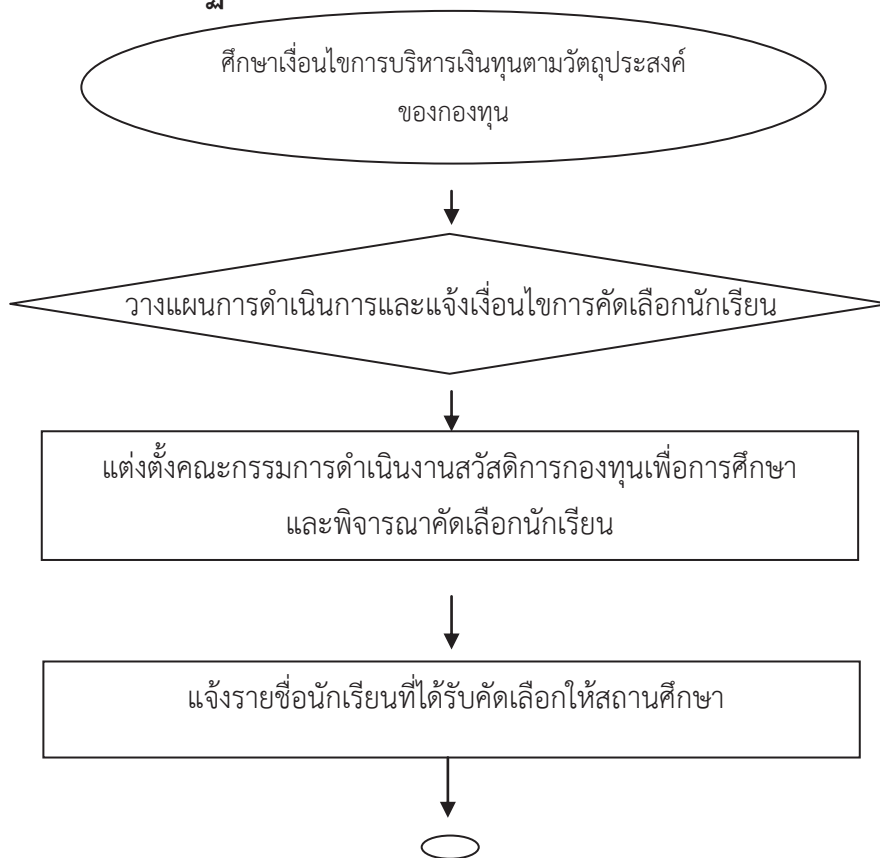 ศึกษาเงื่อนไขการบริหารเงินทุนตามวัตถุประสงค์
ของกองทุน
วางแผนการดำเนินการและแจ้งเงื่อนไขการคัดเลือกนักเรียน
แต่งตั้งคณะกรรมการดำเนินงานสวัสดิการกองทุนเพื่อการศึกษา
และพิจารณาคัดเลือกนักเรียน
แจ้งรายชื่อนักเรียนที่ได้รับคัดเลือกให้สถานศึกษา